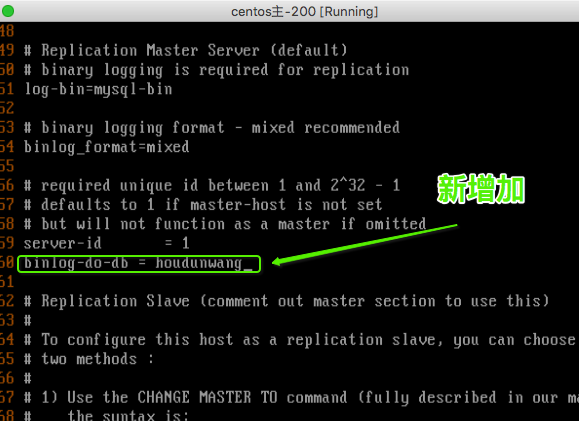 centos主-200 [Running]
48
49 # Replication Master Server (default)
50 # binary logging is required for replication
51 log-bin=mysql-bin
52
53 # binary logging format - mixed recommended
54 binlog_format=mixed
55
56 # required unique id between 1 and 2^32 - 1
57 # defaults to 1 if master-host is not set
58 # but will not function as a master if omitted
59 server-id       = 1
60 binlog-do-db = houdunwang_
新增加
61
62 # Replication Slave (comment out master section to use this)
63 #
64 # To configure this host as a replication slave, you can choose
65 # two methods :
66 #
67 # 1) Use the CHANGE MASTER TO command (fully described in our ma
68 #    the syntax is: